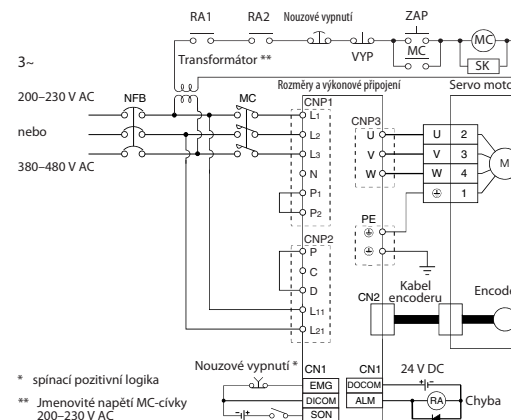 RA1 RA2 Nouzové vypnutí ZAP
MC
VYP MC
SK
3~
Transformátor **
Rozměry a výkonové připojení Servo moto
200–230 V AC NFB MC CNP1
CNP3
L1 U U 2
nebo L2 V V 3
M
L3 W W 4
380–480 V AC
N 1
P1
P2 PE
CNP2
P
C
D
Kabel
encoderu
CN2 Encode
L11
L21
Nouzové vypnutí * CN1 CN1 24 V DC
* spínací pozitivní logika
EMG DOCOM
DICOM ALM RA Chyba
** Jmenovité napětí MC-cívky
200–230 V AC
SON